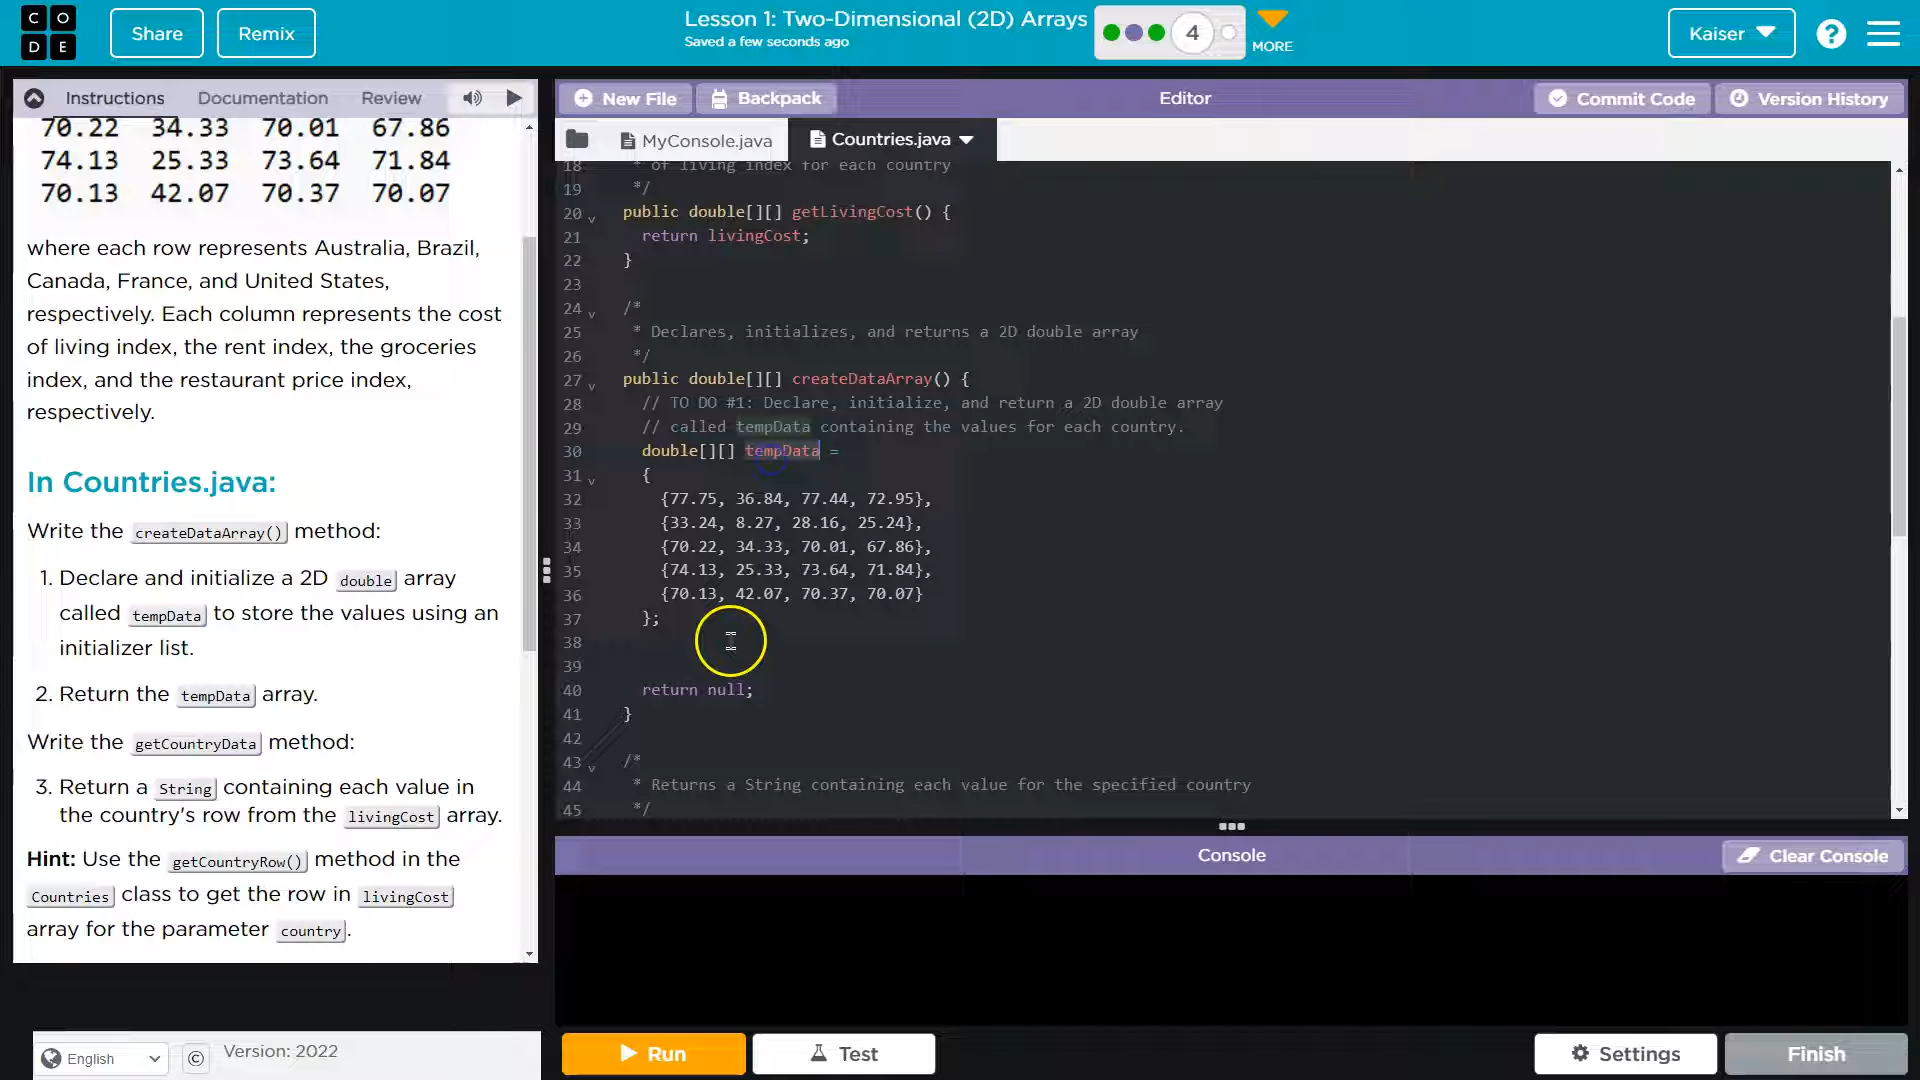 C O
D E
Share
Remix
Lesson 1: Two-Dimensional (2D) Arrays
Saved a few seconds ago
4
MORE
Kaiser
?
Instructions
Documentation
Review
70.22 34.33 70.01 67.86
74.13 25.33 73.64 71.84
70.13 42.07 70.37 70.07
where each row represents Australia, Brazil,
Canada, France, and United States,
respectively. Each column represents the cost
of living index, the rent index, the groceries
index, and the restaurant price index,
respectively.
In Countries.java:
Write the createDataArray() method:
1. Declare and initialize a 2D double array
called tempData to store the values using an
initializer list.
2. Return the tempData array.
Write the getCountryData method:
3. Return a String containing each value in
the country's row from the livingCost array.
Hint: Use the getCountryRow() method in the
Countries class to get the row in livingCost
array for the parameter country.
English
©
Version: 2022
New File
Backpack
Editor
Commit Code
Version History
MyConsole.java
Countries.java
18 * of living index for each country
19 */
20 public double[][] getLivingCost() {
21 return livingCost;
22 }
23
24 /*
25 * Declares, initializes, and returns a 2D double array
26 */
27 public double[][] createDataArray() {
28 // TO DO #1: Declare, initialize, and return a 2D double array
29 // called tempData containing the values for each country.
30 double[][] tempData =
31 {
32 {77.75, 36.84, 77.44, 72.95},
33 {33.24, 8.27, 28.16, 25.24},
34 {70.22, 34.33, 70.01, 67.86},
35 {74.13, 25.33, 73.64, 71.84},
36 {70.13, 42.07, 70.37, 70.07}
37 };
38
39
40 return null;
41 }
42
43 /*
44 * Returns a String containing each value for the specified country
45 */
Console
Clear Console
Run
Test
Settings
Finish